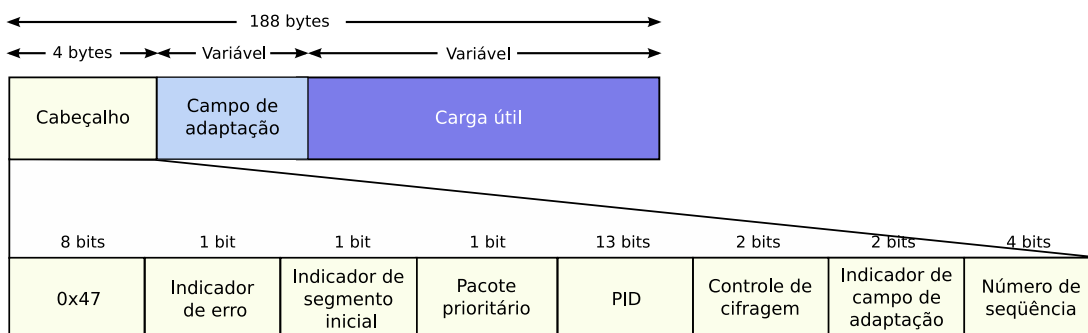 188 bytes
4 bytes Variável Variável
Cabeçalho
Campo de
adaptação
Carga útil
8 bits 1 bit 1 bit 1 bit 13 bits 2 bits 2 bits 4 bits
0x47
Indicador
de erro
Indicador de
segmento
inicial
Pacote
prioritário
PID
Controle de
cifragem
Indicador de
campo de
adaptação
Número de
seqüência